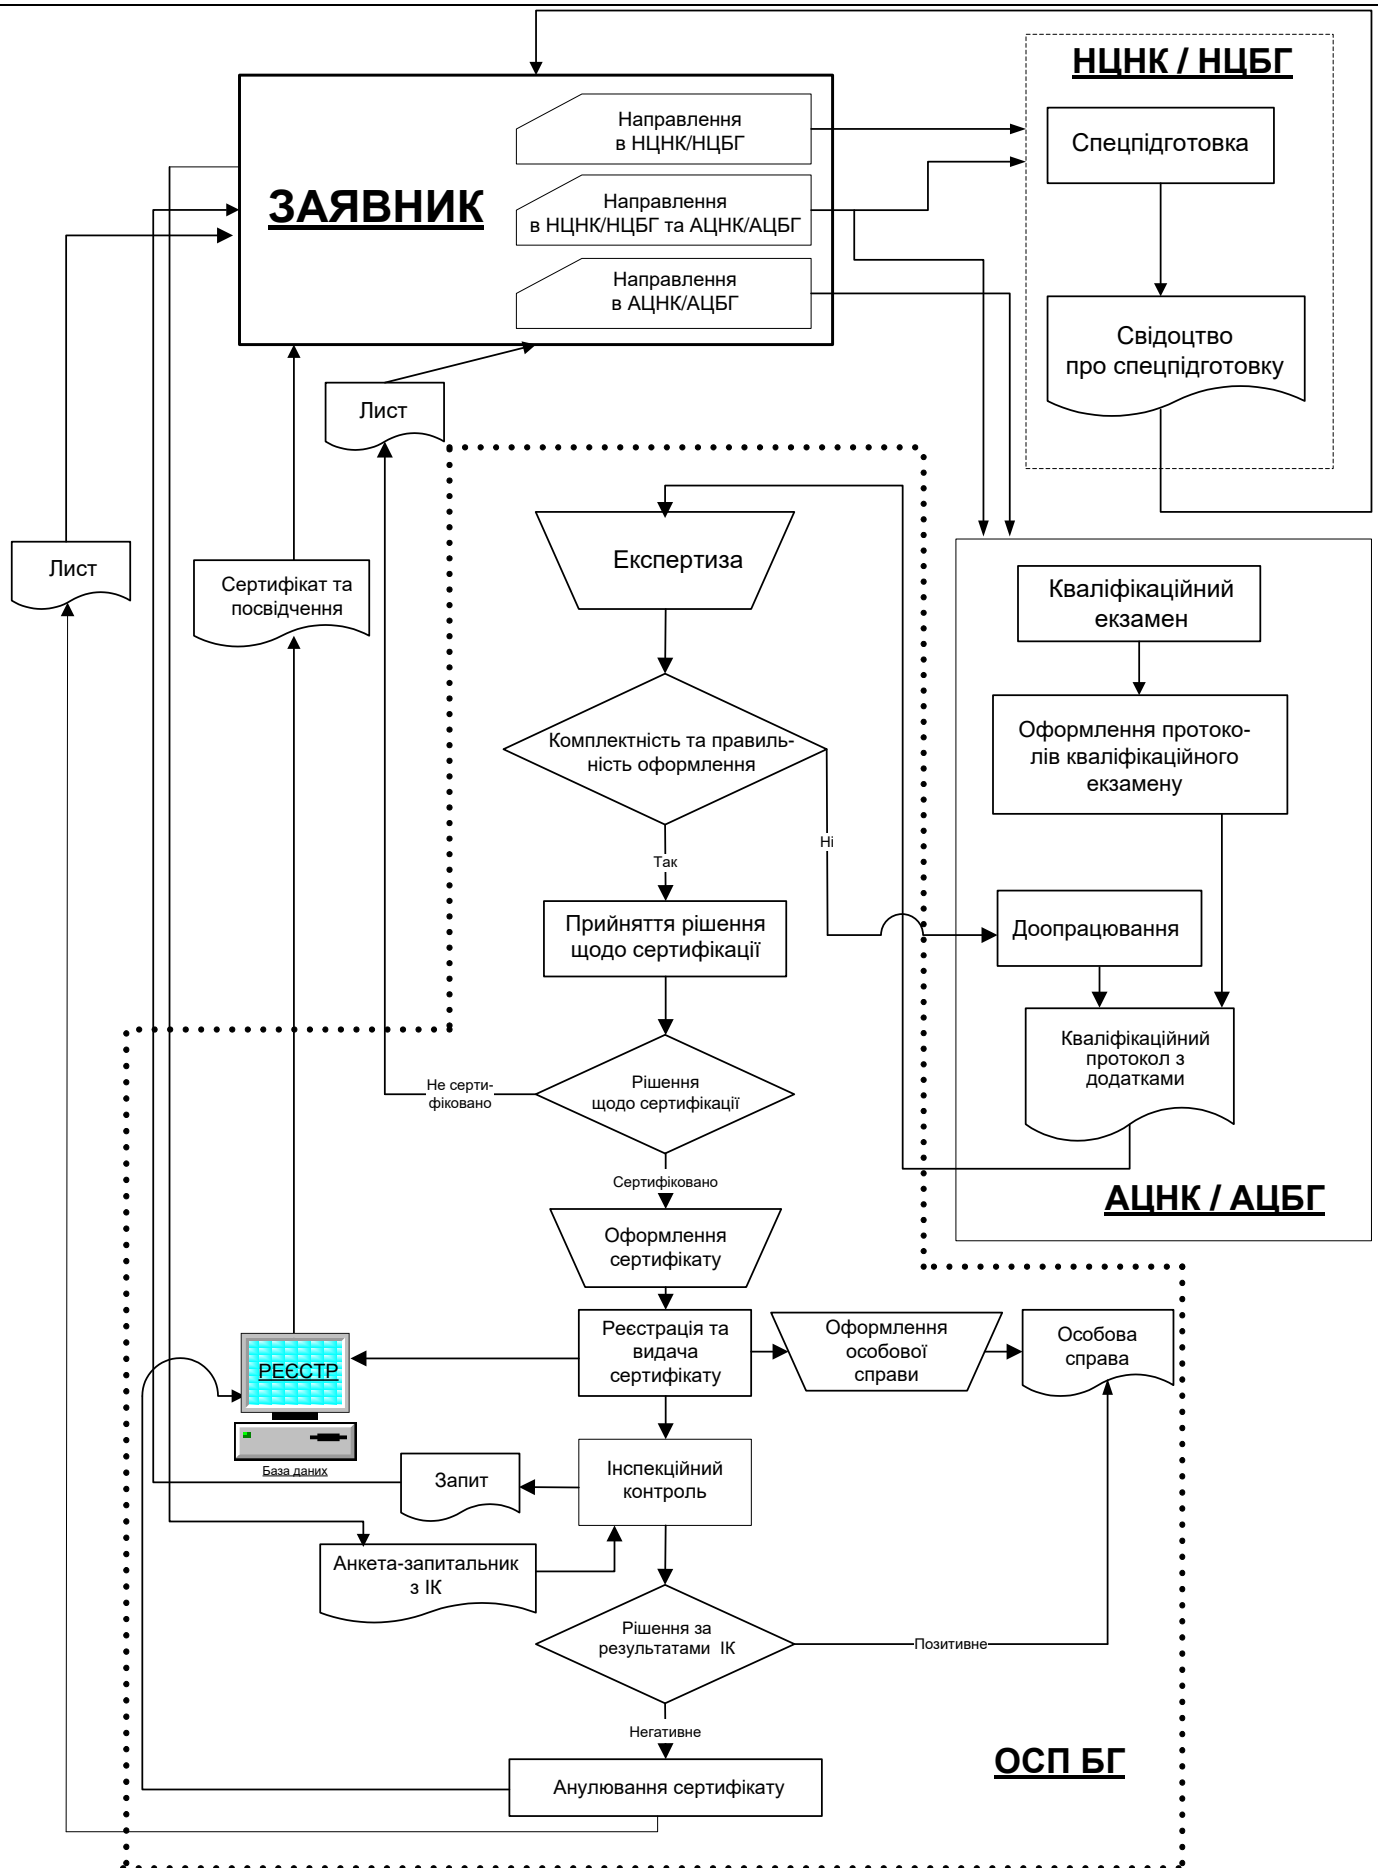 НЦНК / НЦБГ
Направлення
в НЦНК/НЦБГ
Спецпідготовка
ЗАЯВНИК
Направлення
в НЦНК/НЦБГ та АЦНК/АЦБГ
Направлення
в АЦНК/АЦБГ
Свідоцтво
про спецпідготовку
Лист
Експертиза
Лист
Сертифікат та
посвідчення
Кваліфікаційний
екзамен
Комплектність та правиль-
ність оформлення
Оформлення протоко-
лів кваліфікаційного
екзамену
Ні
Так
Прийняття рішення
щодо сертифікації
Доопрацювання
Кваліфікаційний
протокол з
додатками
Не серти-
фіковано
Рішення
щодо сертифікації
Сертифіковано
АЦНК / АЦБГ
Оформлення
сертифікату
Реєстрація та
видача
сертифікату
Оформлення
особової
справи
Особова
справа
РЕЄСТР
База даних
Запит
Інспекційний
контроль
Анкета-запитальник
з ІК
Рішення за
результатами ІК
Позитивне
Негативне
ОСП БГ
Анулювання сертифікату